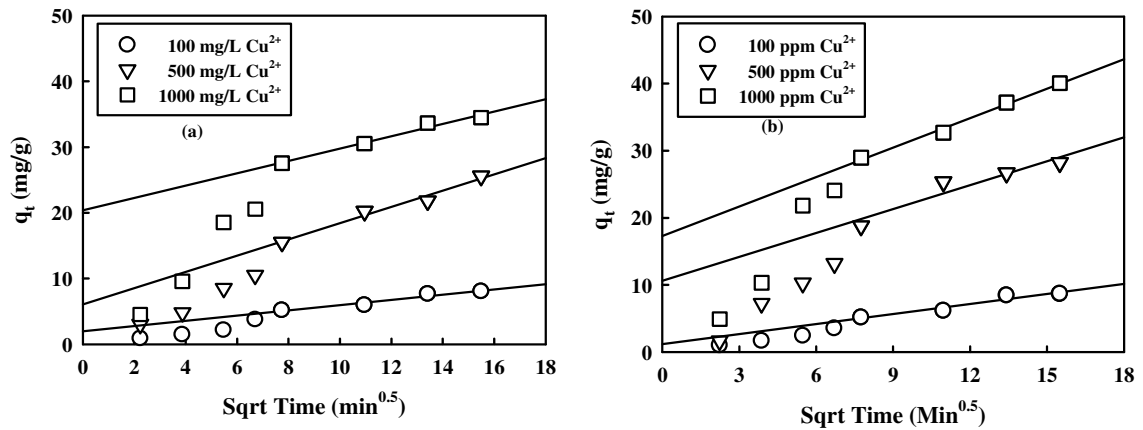 50
40
30
20
10
0
q_t (mg/g)
100 mg/L Cu²⁺
500 mg/L Cu²⁺
1000 mg/L Cu²⁺
(a)
0 2 4 6 8 10 12 14 16 18
Sqrt Time (min⁰·⁵)
50
40
30
20
10
0
q_t (mg/g)
100 ppm Cu²⁺
500 ppm Cu²⁺
1000 ppm Cu²⁺
(b)
0 3 6 9 12 15 18
Sqrt Time (Min⁰·⁵)